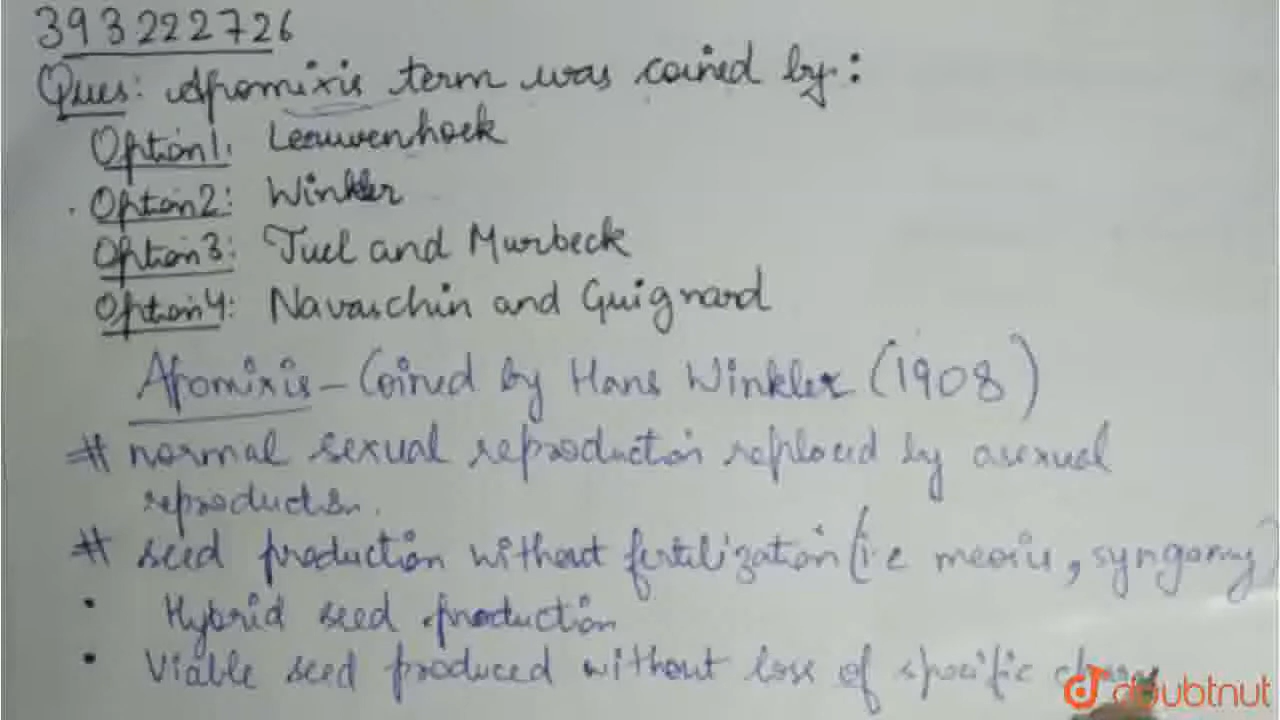 393222726
Ques: Apomixis term was coined by:
Option1: Leeuwenhoek
Option2: Winkler
Option3: Juel and Murbeck
Option4: Navaschin and Guignard
Apomixis - Coined by Hans Winkler (1908)
# normal sexual reproduction replaced by asexual
reproduction.
# seed production without fertilization (i.e meosis, syngamy)
• Hybrid seed production
• Viable seed produced without loss of specific
doubtnut